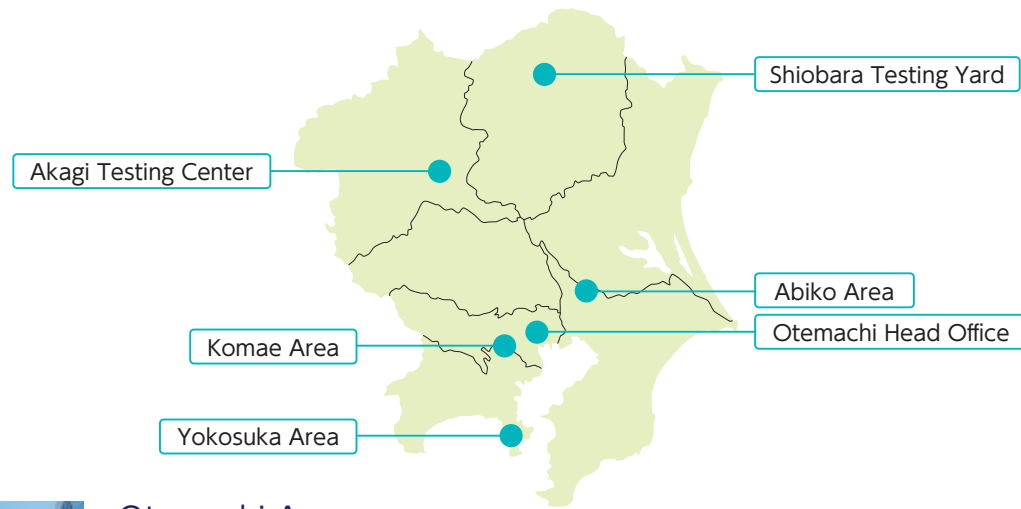 Shiobara Testing Yard
Akagi Testing Center
Abiko Area
Otemachi Head Office
Komae Area
Yokosuka Area